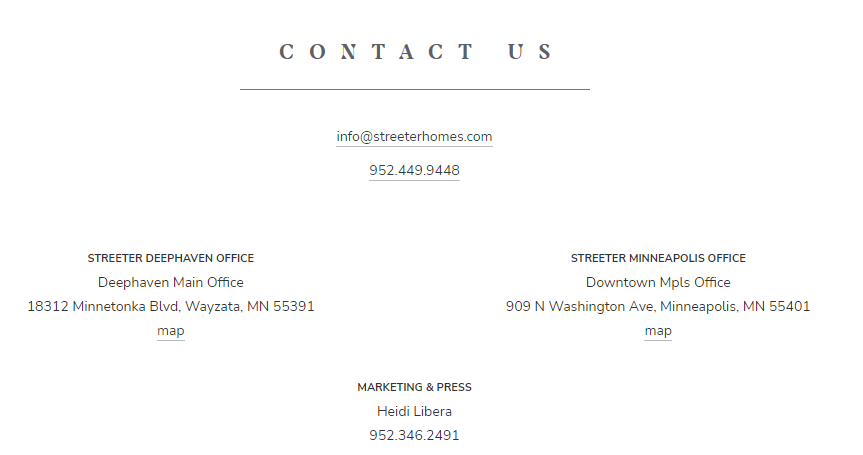 CONTACT US
info@streeterhomes.com
952.449.9448
STREETER DEEPHAVEN OFFICE
Deephaven Main Office
18312 Minnetonka Blvd, Wayzata, MN 55391
map
STREETER MINNEAPOLIS OFFICE
Downtown Mpls Office
909 N Washington Ave, Minneapolis, MN 55401
map
MARKETING & PRESS
Heidi Libera
952.346.2491